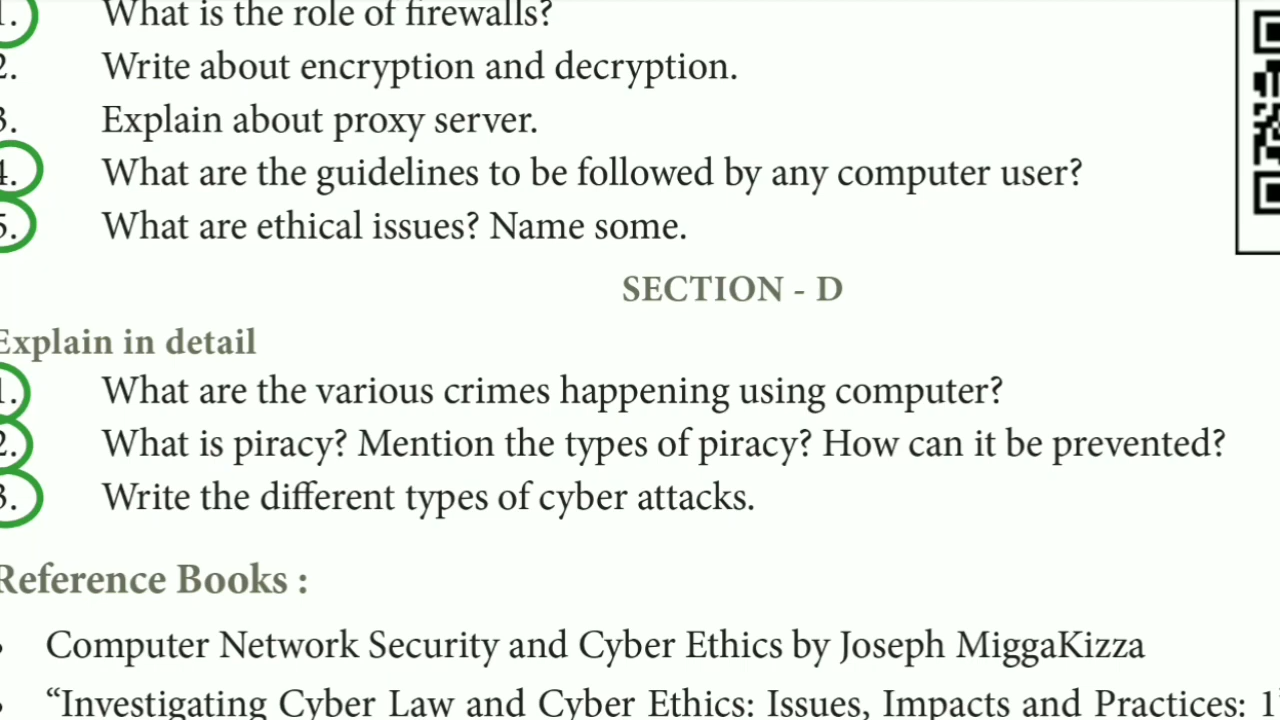 1. What is the role of firewalls?
2. Write about encryption and decryption.
3. Explain about proxy server.
4. What are the guidelines to be followed by any computer user?
5. What are ethical issues? Name some.
SECTION - D
Explain in detail
1. What are the various crimes happening using computer?
2. What is piracy? Mention the types of piracy? How can it be prevented?
3. Write the different types of cyber attacks.
Reference Books :
• Computer Network Security and Cyber Ethics by Joseph MiggaKizza
• “Investigating Cyber Law and Cyber Ethics: Issues, Impacts and Practices: